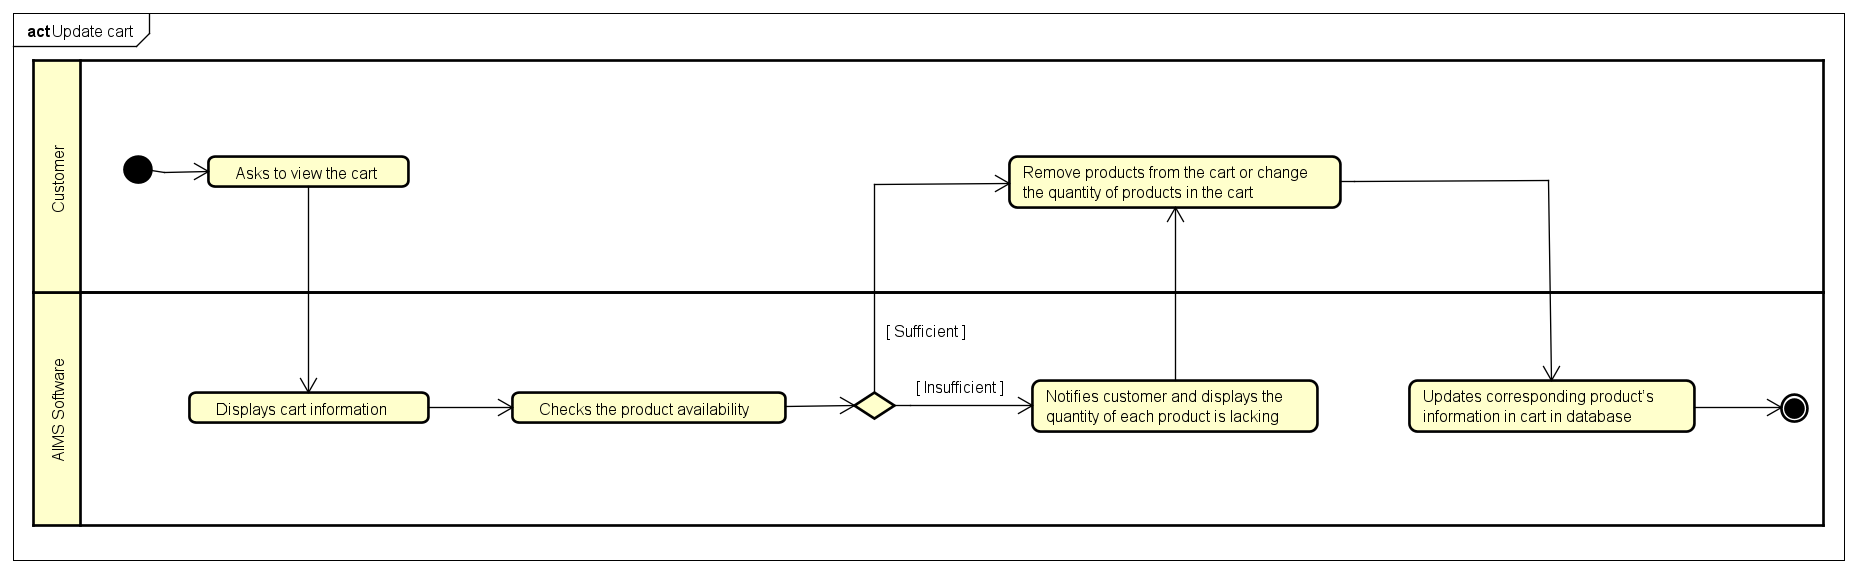 act Update cart
Customer
Asks to view the cart
Remove products from the cart or change
the quantity of products in the cart
AIMS Software
[ Sufficient ]
[ Insufficient ]
Displays cart information
Checks the product availability
Notifies customer and displays the
quantity of each product is lacking
Updates corresponding product's
information in cart in database